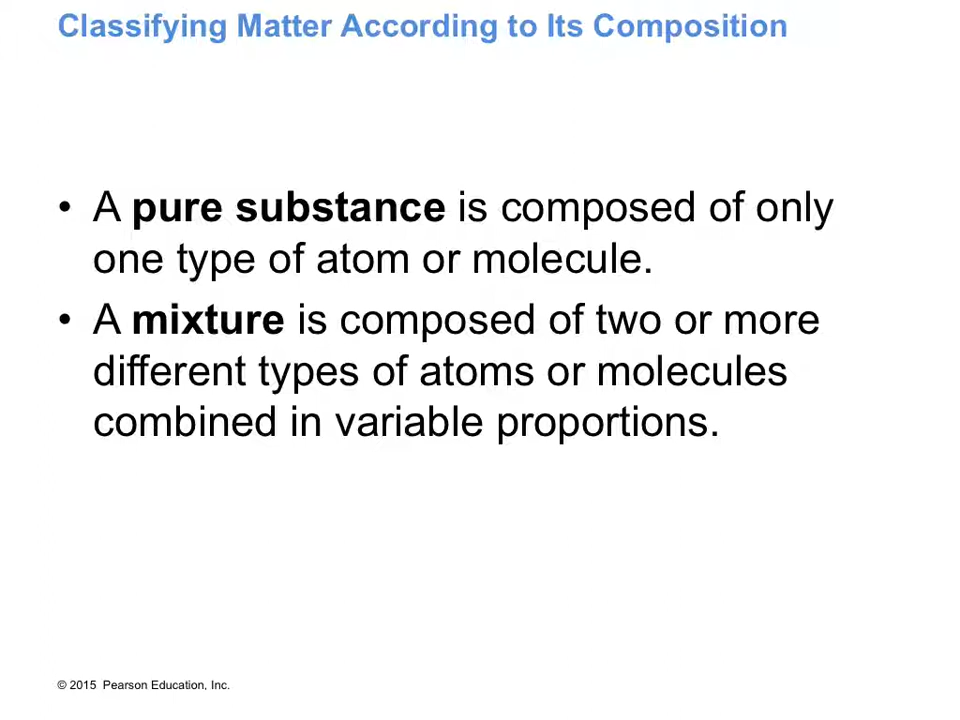 Classifying Matter According to Its Composition
• A pure substance is composed of only
one type of atom or molecule.
• A mixture is composed of two or more
different types of atoms or molecules
combined in variable proportions.
© 2015 Pearson Education, Inc.